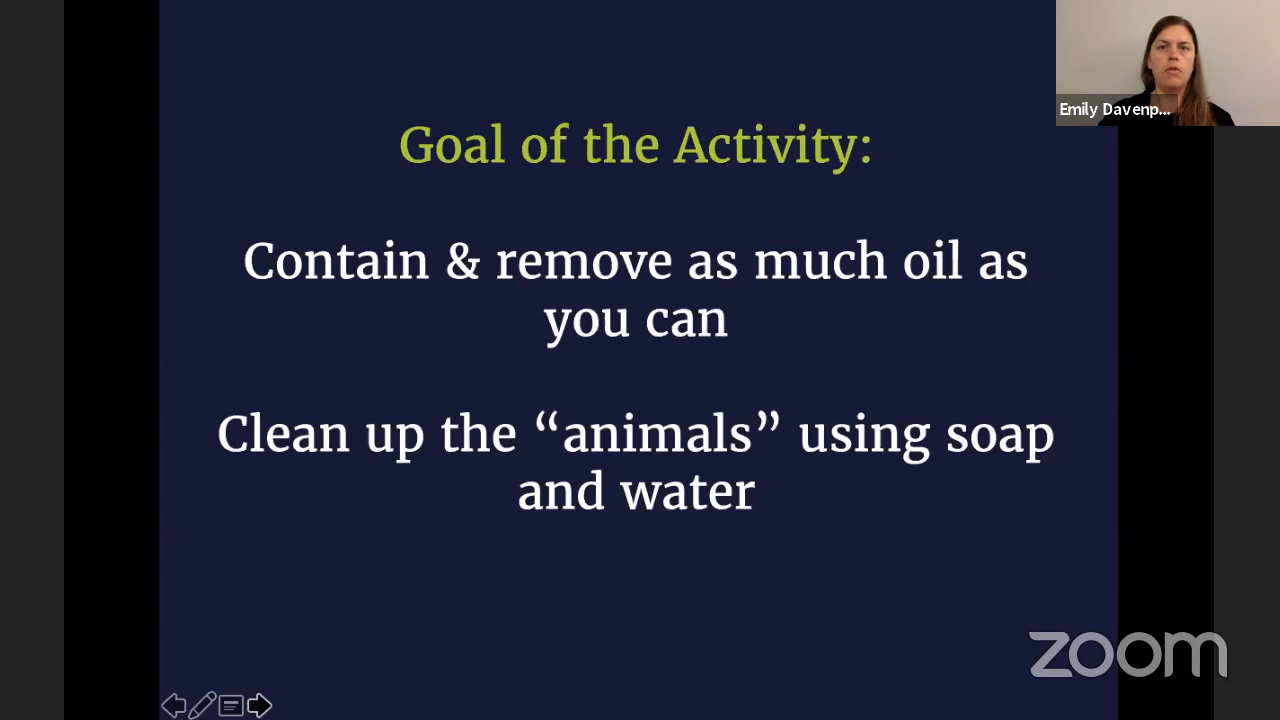 Emily Davenp...
Goal of the Activity:
Contain & remove as much oil as
you can
Clean up the “animals” using soap
and water
zoom